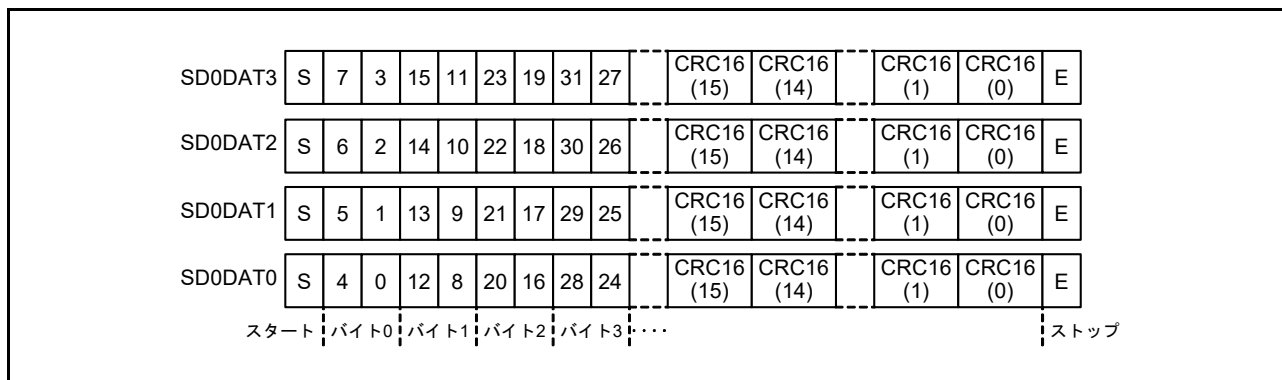 SD0DAT3 S 7 3 15 11 23 19 31 27 CRC16 (15) CRC16 (14) CRC16 (1) CRC16 (0) E
SD0DAT2 S 6 2 14 10 22 18 30 26 CRC16 (15) CRC16 (14) CRC16 (1) CRC16 (0) E
SD0DAT1 S 5 1 13 9 21 17 29 25 CRC16 (15) CRC16 (14) CRC16 (1) CRC16 (0) E
SD0DAT0 S 4 0 12 8 20 16 28 24 CRC16 (15) CRC16 (14) CRC16 (1) CRC16 (0) E
スタート バイト0 バイト1 バイト2 バイト3 ‥‥ ストップ